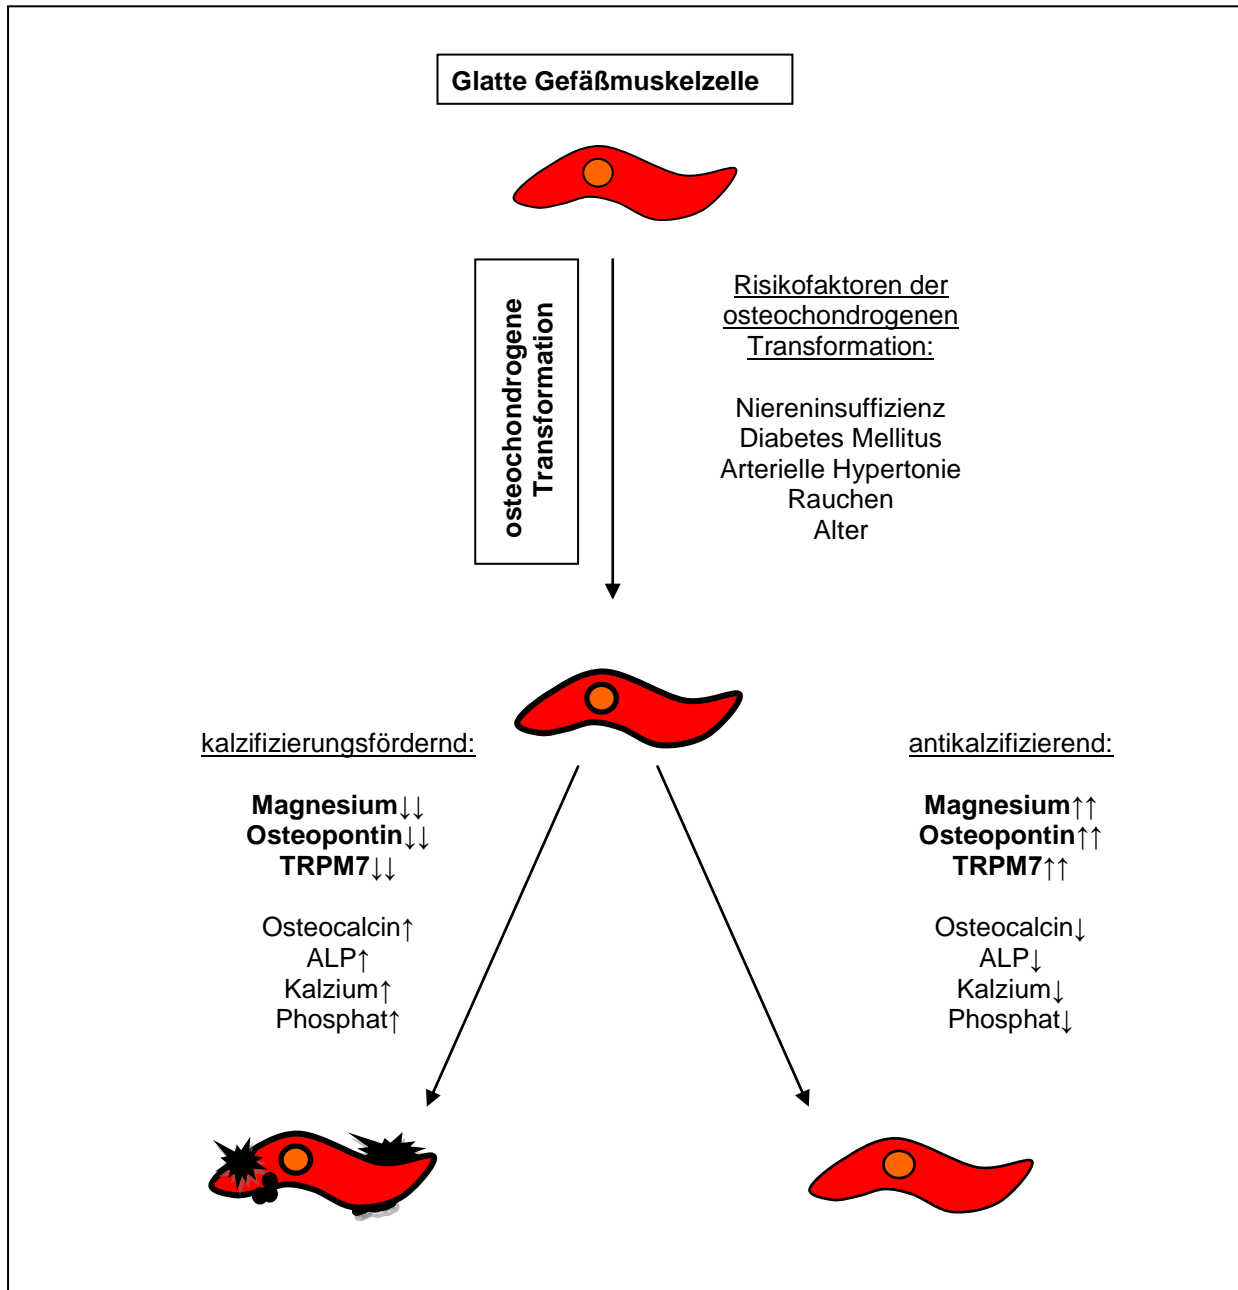 Glatte Gefäßmuskelzelle
osteochondrogene
Transformation
Risikofaktoren der
osteochondrogenen
Transformation:
Niereninsuffizienz
Diabetes Mellitus
Arterielle Hypertonie
Rauchen
Alter
kalzifizierungsfördernd:
Magnesium↓↓
Osteopontin↓↓
TRPM7↓↓
Osteocalcin↑
ALP↑
Kalzium↑
Phosphat↑
antikalzifizierend:
Magnesium↑↑
Osteopontin↑↑
TRPM7↑↑
Osteocalcin↓
ALP↓
Kalzium↓
Phosphat↓